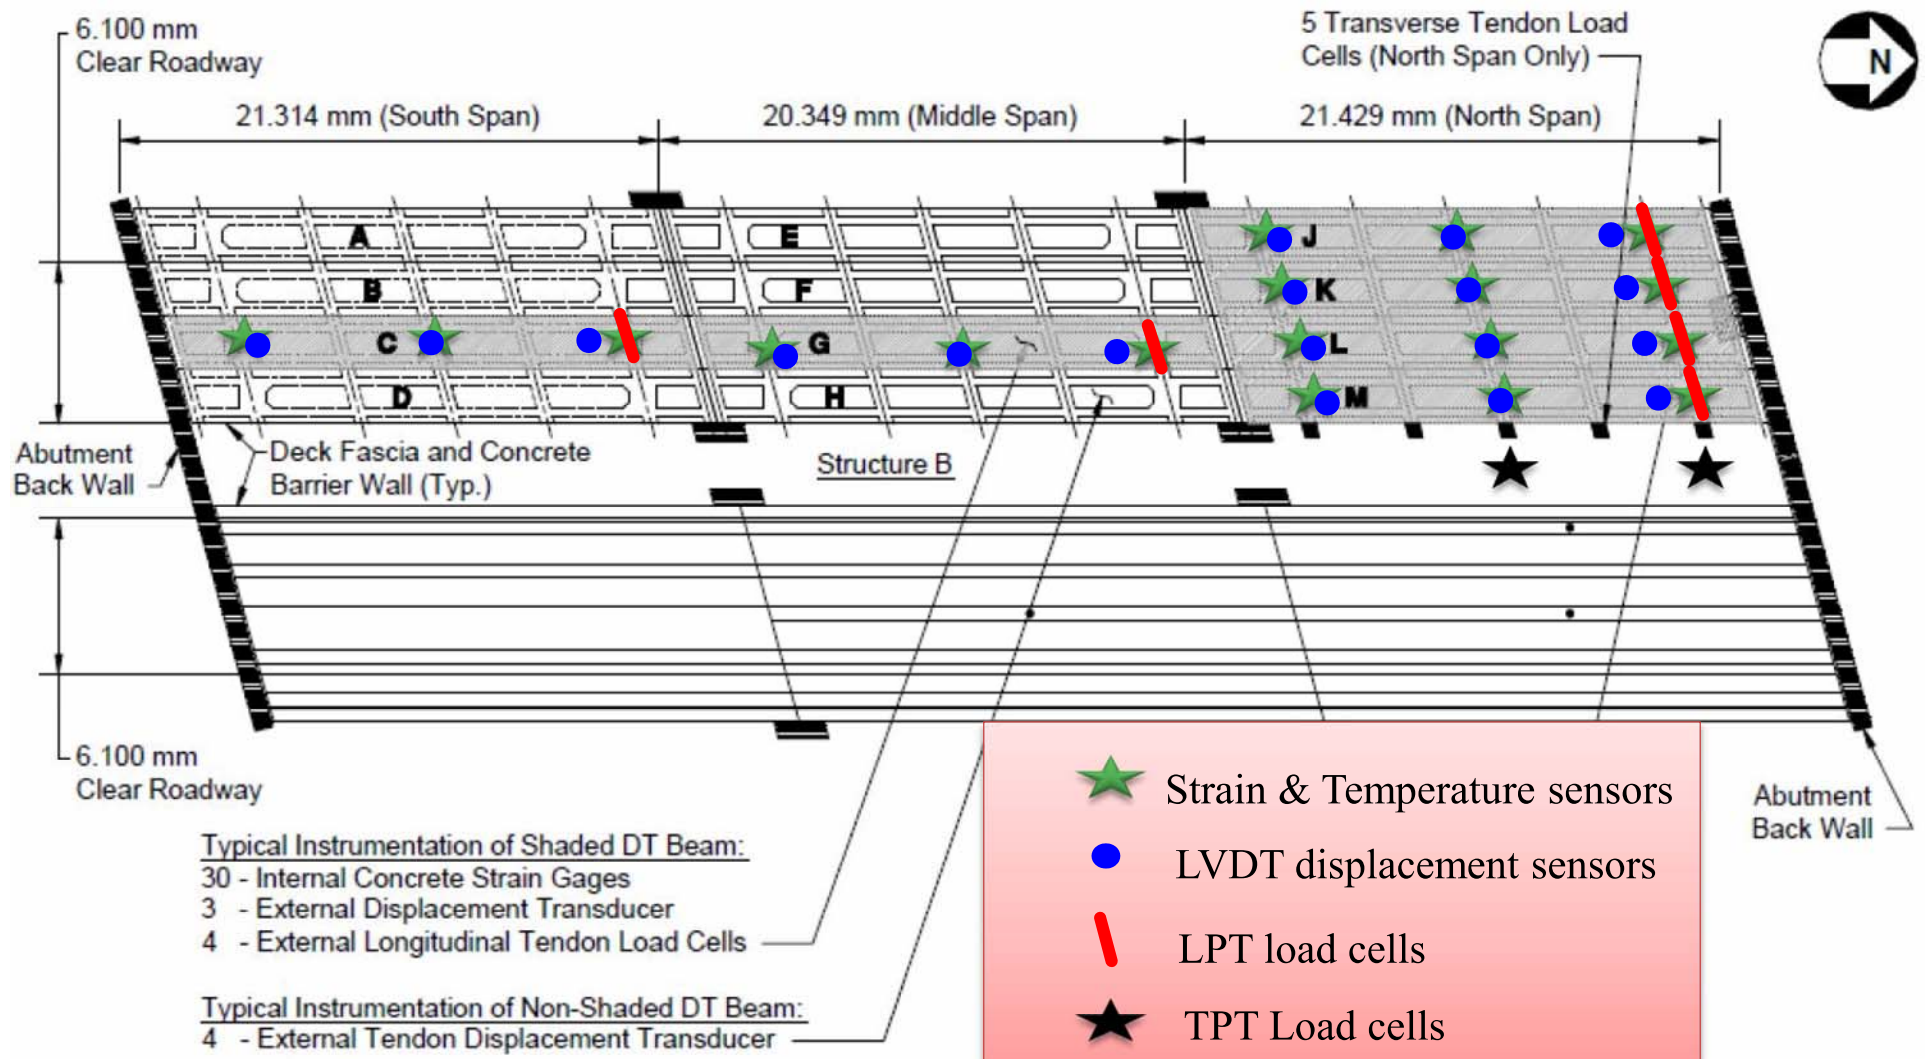 6.100 mm
Clear Roadway
5 Transverse Tendon Load
Cells (North Span Only)
N
21.314 mm (South Span)
20.349 mm (Middle Span)
21.429 mm (North Span)
A
E
J
B
F
K
C
G
L
D
H
M
Abutment
Back Wall
Deck Fascia and Concrete
Barrier Wall (Typ.)
Structure B
6.100 mm
Clear Roadway
Abutment
Back Wall
Typical Instrumentation of Shaded DT Beam:
30 - Internal Concrete Strain Gages
3 - External Displacement Transducer
4 - External Longitudinal Tendon Load Cells
Typical Instrumentation of Non-Shaded DT Beam:
4 - External Tendon Displacement Transducer
Strain & Temperature sensors
LVDT displacement sensors
LPT load cells
TPT Load cells